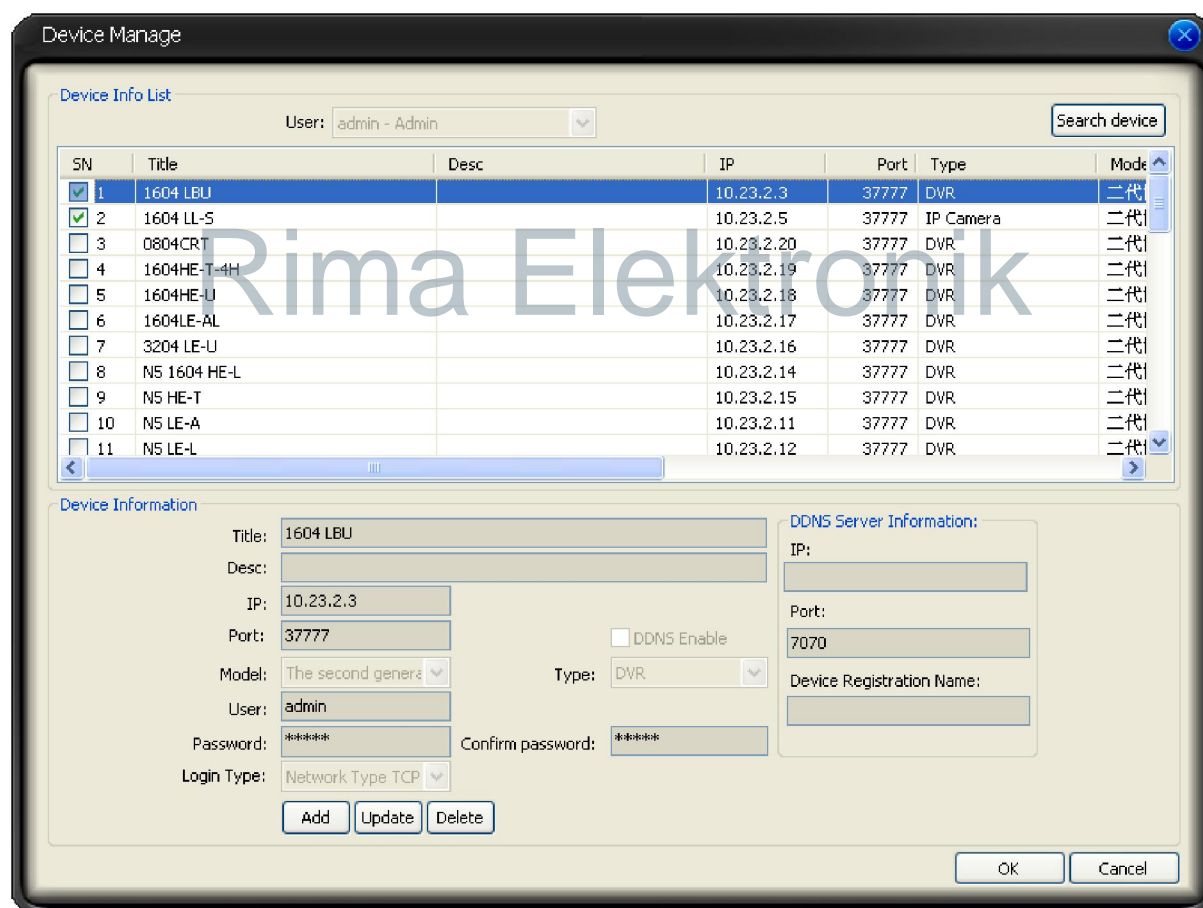 Device Manage
Device Info List
User: admin - Admin
Search device
SN Title Desc IP Port Type Mode
1 1604 LBU 10.23.2.3 37777 DVR 二代
2 1604 LL-S 10.23.2.5 37777 IP Camera 二代
3 0804CRT 10.23.2.20 37777 DVR 二代
4 1604HE-T-4H 10.23.2.19 37777 DVR 二代
Rima Elektronik
5 1604HE-U 10.23.2.18 37777 DVR 二代
6 1604LE-AL 10.23.2.17 37777 DVR 二代
7 3204 LE-U 10.23.2.16 37777 DVR 二代
8 N5 1604 HE-L 10.23.2.14 37777 DVR 二代
9 N5 HE-T 10.23.2.15 37777 DVR 二代
10 N5 LE-A 10.23.2.11 37777 DVR 二代
11 N5 LE-L 10.23.2.12 37777 DVR 二代
Device Information
Title: 1604 LBU
Desc:
IP: 10.23.2.3
Port: 37777
DDNS Enable
Model: The second genera
Type: DVR
User: admin
Password: *****
Confirm password: *****
Login Type: Network Type TCP
Add Update Delete
DDNS Server Information:
IP:
Port:
7070
Device Registration Name:
OK Cancel